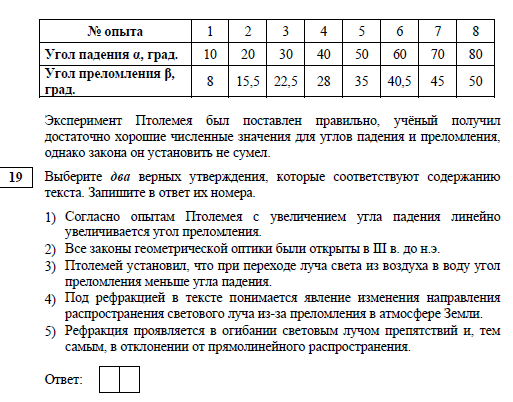 № опыта 1 2 3 4 5 6 7 8
Угол падения α, град. 10 20 30 40 50 60 70 80
Угол преломления β, град. 8 15,5 22,5 28 35 40,5 45 50
Эксперимент Птолемея был поставлен правильно, учёный получил
достаточно хорошие численные значения для углов падения и преломления,
однако закона он установить не сумел.
19 Выберите два верных утверждения, которые соответствуют содержанию
текста. Запишите в ответ их номера.
1) Согласно опытам Птолемея с увеличением угла падения линейно
увеличивается угол преломления.
2) Все законы геометрической оптики были открыты в III в. до н.э.
3) Птолемей установил, что при переходе луча света из воздуха в воду угол
преломления меньше угла падения.
4) Под рефракцией в тексте понимается явление изменения направления
распространения светового луча из-за преломления в атмосфере Земли.
5) Рефракция проявляется в огибании световым лучом препятствий и, тем
самым, в отклонении от прямолинейного распространения.
Ответ: